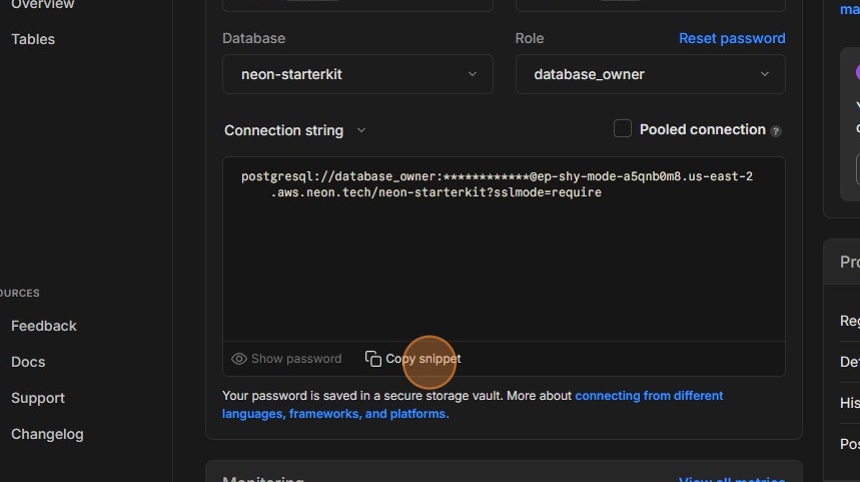 Overview
Tables
OURCES
Feedback
Docs
Support
Changelog
Database
Role
Reset password
neon-starterkit
database_owner
Connection string
Pooled connection ?
postgresql://database_owner:************@ep-shy-mode-a5qnb0m8.us-east-2
.aws.neon.tech/neon-starterkit?sslmode=require
Show password
Copy snippet
Your password is saved in a secure storage vault. More about connecting from different
languages, frameworks, and platforms.
Monitoring
View all metrics
ma
Pro
Reg
Def
His
Pos